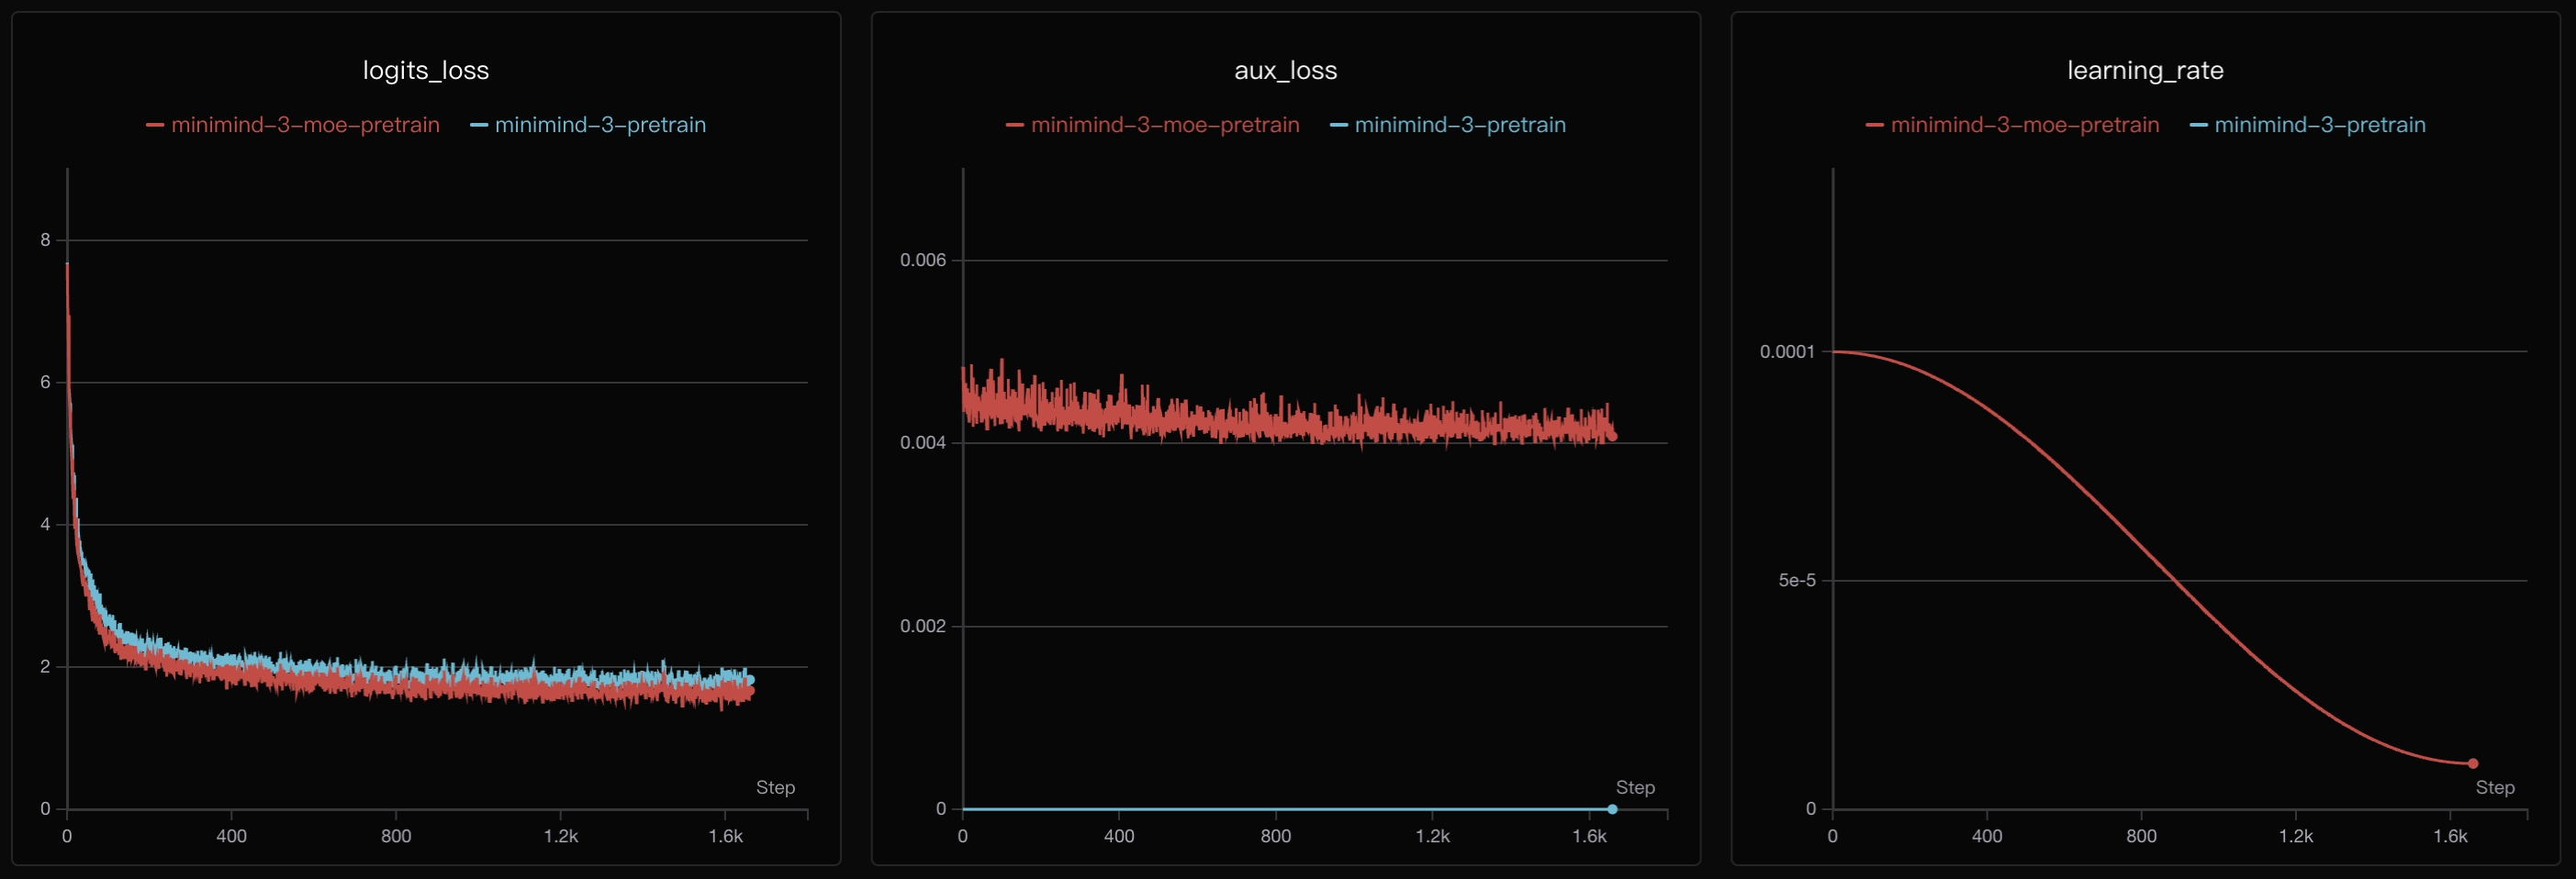 logits_loss
minimind-3-moe-pretrain minimind-3-pretrain
8
6
4
2
0
Step
0 400 800 1.2k 1.6k
aux_loss
minimind-3-moe-pretrain minimind-3-pretrain
0.006
0.004
0.002
0
Step
0 400 800 1.2k 1.6k
learning_rate
minimind-3-moe-pretrain minimind-3-pretrain
0.0001
5e-5
0
Step
0 400 800 1.2k 1.6k